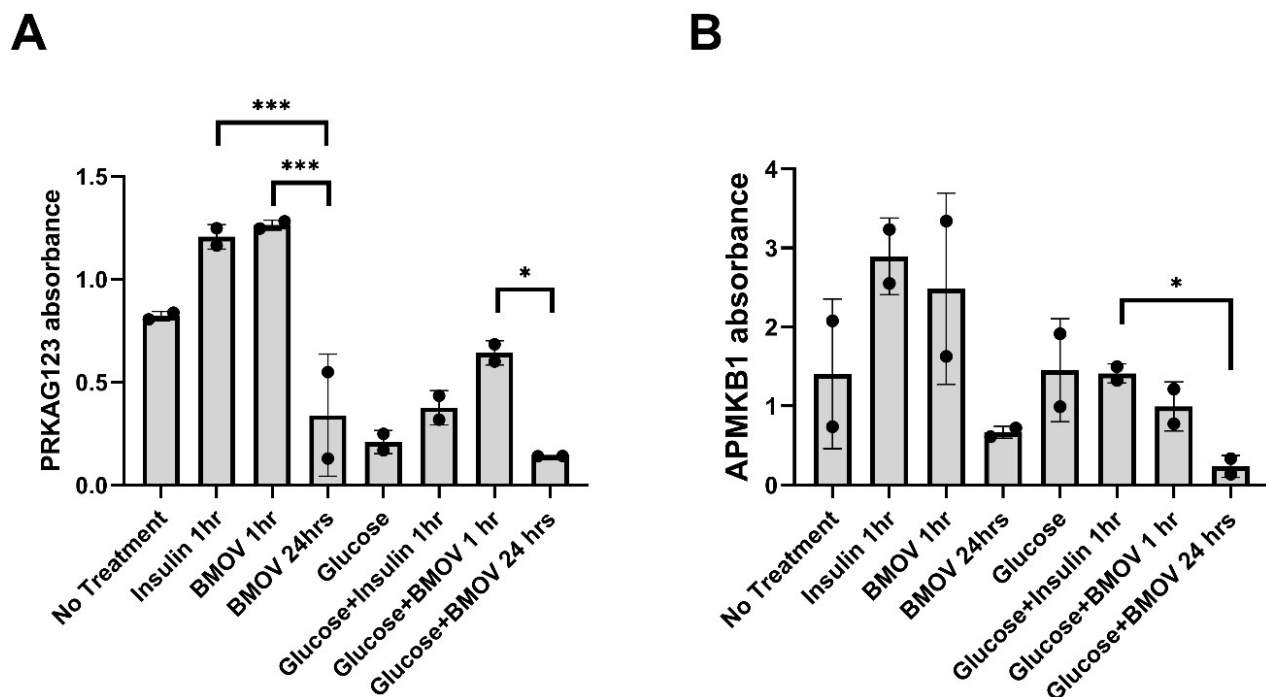 A
***
***
*
1.5
1.0
0.5
0.0
PRKAG123 absorbance
No Treatment
Insulin 1hr
BMOV 1hr
BMOV 24hrs
Glucose
Glucose+Insulin 1hr
Glucose+BMOV 1 hr
Glucose+BMOV 24 hrs
B
*
4
3
2
1
0
APMKB1 absorbance
No Treatment
Insulin 1hr
BMOV 1hr
BMOV 24hrs
Glucose
Glucose+Insulin 1hr
Glucose+BMOV 1 hr
Glucose+BMOV 24 hrs